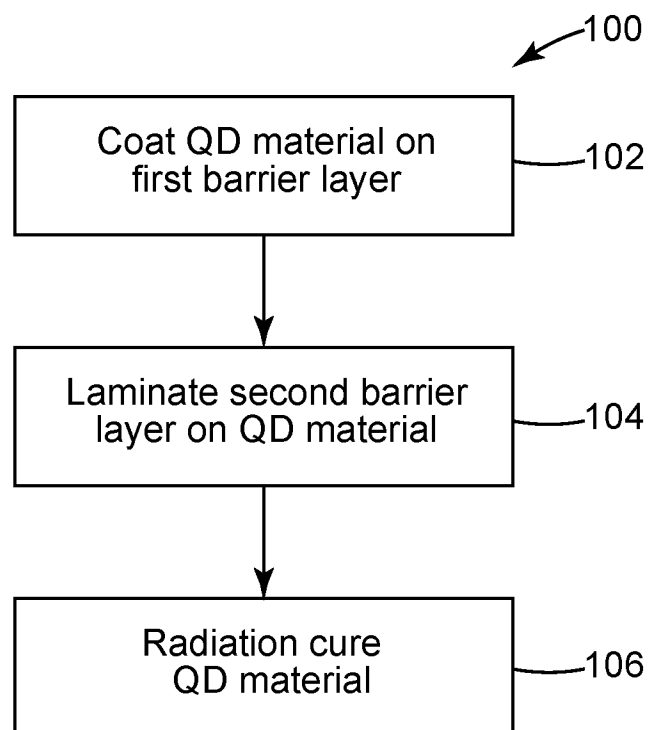 100
Coat QD material on
first barrier layer
102
Laminate second barrier
layer on QD material
104
Radiation cure
QD material
106